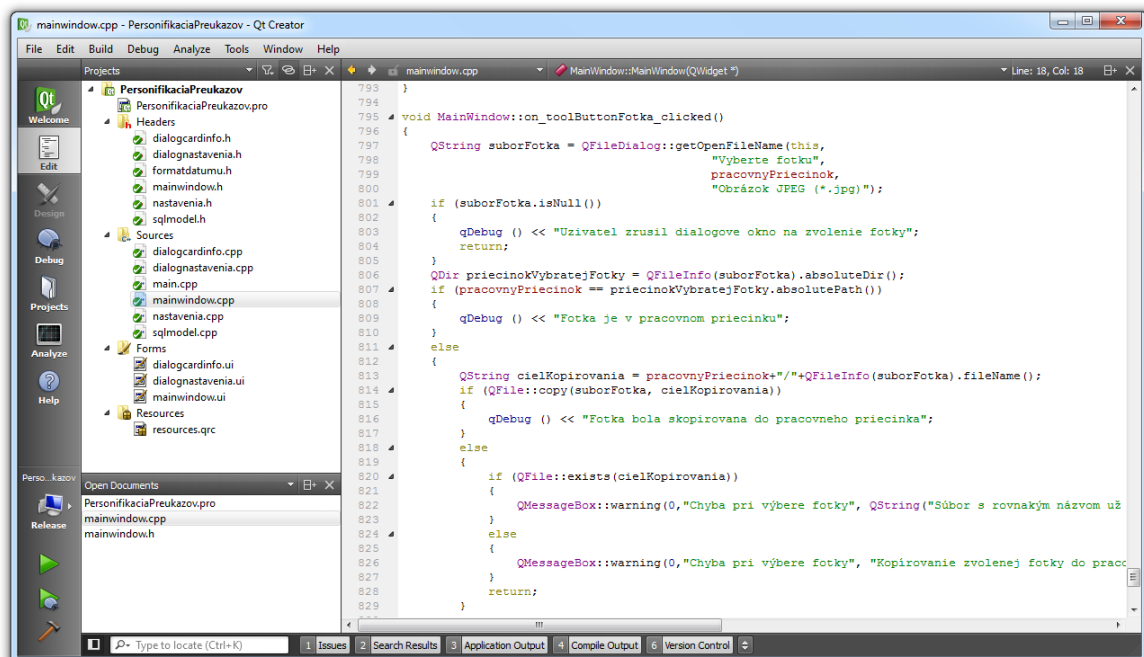 mainwindow.cpp - PersonifikaciaPreukazov - Qt Creator
File Edit Build Debug Analyze Tools Window Help
Projects
mainwindow.cpp
MainWindow::MainWindow(QWidget *)
Line: 18, Col: 18
Qt
Welcome
Edit
Design
Debug
Projects
Analyze
Help
Perso...kazov
Release
PersonifikaciaPreukazov
PersonifikaciaPreukazov.pro
Headers
dialogcardinfo.h
dialognastavenia.h
formatdatumu.h
mainwindow.h
nastavenia.h
sqlmodel.h
Sources
dialogcardinfo.cpp
dialognastavenia.cpp
main.cpp
mainwindow.cpp
nastavenia.cpp
sqlmodel.cpp
Forms
dialogcardinfo.ui
dialognastavenia.ui
mainwindow.ui
Resources
resources.qrc
Open Documents
PersonifikaciaPreukazov.pro
mainwindow.cpp
mainwindow.h
793 }
794
795 void MainWindow::on_toolButtonFotka_clicked()
796 {
797 QString suborFotka = QFileDialog::getOpenFileName(this,
798 "Vyberte fotku",
799 pracovnyPriecinok,
800 "Obrázok JPEG (*.jpg)");
801 if (suborFotka.isNull())
802 {
803 qDebug () << "Uzivatel zrusil dialogove okno na zvolenie fotky";
804 return;
805 }
806 QDir priecinokVybratejFotky = QFileInfo(suborFotka).absoluteDir();
807 if (pracovnyPriecinok == priecinokVybratejFotky.absolutePath())
808 {
809 qDebug () << "Fotka je v pracovnom priecinku";
810 }
811 else
812 {
813 QString cielKopirovania = pracovnyPriecinok+"/"+QFileInfo(suborFotka).fileName();
814 if (QFile::copy(suborFotka, cielKopirovania))
815 {
816 qDebug () << "Fotka bola skopirovana do pracovneho priecinka";
817 }
818 else
819 {
820 if (QFile::exists(cielKopirovania))
821 {
822 QMessageBox::warning(0,"Chyba pri výbere fotky", QString("Súbor s rovnakým názvom už
823 }
824 else
825 {
826 QMessageBox::warning(0,"Chyba pri výbere fotky", "Kopírovanie zvolenej fotky do praco
827 }
828 return;
829 }
Type to locate (Ctrl+K)
1 Issues 2 Search Results 3 Application Output 4 Compile Output 6 Version Control